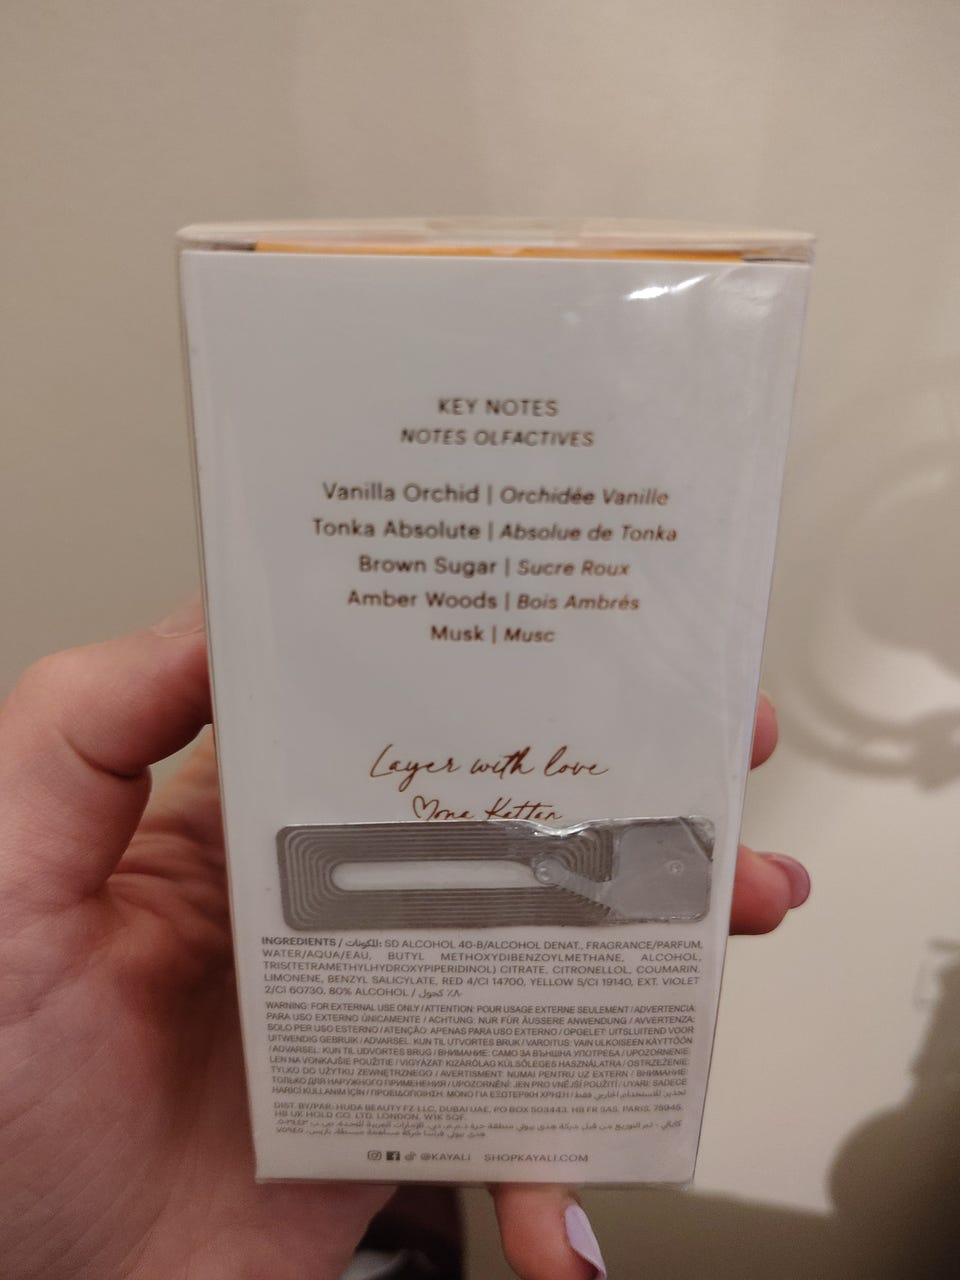 KEY NOTES
NOTES OLFACTIVES
Vanilla Orchid | Orchidée Vanille
Tonka Absolute | Absolue de Tonka
Brown Sugar | Sucre Roux
Amber Woods | Bois Ambrés
Musk | Musc
Layer with love
Mona Kattan
INGREDIENTS / المكونات: SD ALCOHOL 40-B/ALCOHOL DENAT., FRAGRANCE/PARFUM,
WATER/AQUA/EAU, BUTYL METHOXYDIBENZOYLMETHANE, ALCOHOL,
TRIS(TETRAMETHYLHYDROXYPIPERIDINOL) CITRATE, CITRONELLOL, COUMARIN,
LIMONENE, BENZYL SALICYLATE, RED 4/CI 14700, YELLOW 5/CI 19140, EXT. VIOLET
2/CI 60730. 80% ALCOHOL / كحول ٪٨٠
WARNING: FOR EXTERNAL USE ONLY / ATTENTION: POUR USAGE EXTERNE SEULEMENT / ADVERTENCIA:
PARA USO EXTERNO ÚNICAMENTE / ACHTUNG: NUR FÜR ÄUSSERE ANWENDUNG / AVVERTENZA:
SOLO PER USO ESTERNO / ATENÇÃO: APENAS PARA USO EXTERNO / OPGELET: UITSLUITEND VOOR
UITWENDIG GEBRUIK / ADVARSEL: KUN TIL UTVORTES BRUK / VAROITUS: VAIN ULKOISEEN KÄYTTÖÖN
/ ADVARSEL: KUN TIL UDVORTES BRUG / ВНИМАНИЕ: САМО ЗА ВЪНШНА УПОТРЕБА / UPOZORNENIE:
LEN NA VONKAJŠIE POUŽITIE / VIGYÁZAT: KIZÁRÓLAG KÜLSŐLEGES HASZNÁLATRA / OSTRZEŻENIE:
TYLKO DO UŻYTKU ZEWNĘTRZNEGO / AVERTISMENT: NUMAI PENTRU UZ EXTERN / ВНИМАНИЕ:
ТОЛЬКО ДЛЯ НАРУЖНОГО ПРИМЕНЕНИЯ / UPOZORNĚNÍ: JEN PRO VNĚJŠÍ POUŽITÍ / UYARI: SADECE
HARİCİ KULLANIM İÇİN / ΠΡΟΕΙΔΟΠΟΙΗΣΗ: ΜΟΝΟ ΓΙΑ ΕΞΩΤΕΡΙΚΗ ΧΡΗΣΗ / تحذير: للاستخدام الخارجي فقط
DIST. BY/PAR: HUDA BEAUTY FZ-LLC, DUBAI UAE, PO BOX 503443. HB FR SAS, PARIS, 75945.
HB UK HOLD CO. LTD. LONDON, W1K 5QF.
@KAYALI SHOPKAYALI.COM